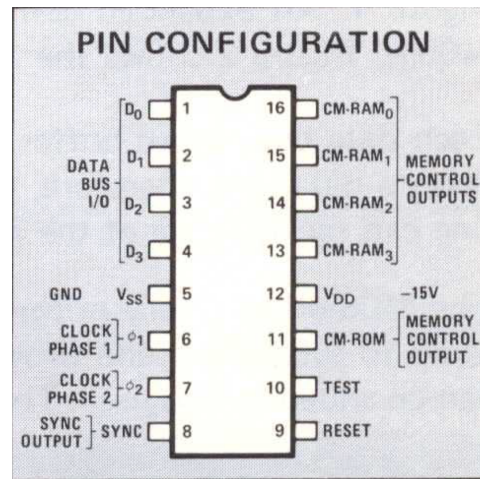 PIN CONFIGURATION
D0 1 16 CM-RAM0
D1 2 15 CM-RAM1
DATA
BUS
I/O
MEMORY
CONTROL
OUTPUTS
D2 3 14 CM-RAM2
D3 4 13 CM-RAM3
GND VSS 5 12 VDD -15V
CLOCK
PHASE 1
ϕ1 6 11 CM-ROM
MEMORY
CONTROL
OUTPUT
CLOCK
PHASE 2
ϕ2 7 10 TEST
SYNC
OUTPUT
SYNC 8 9 RESET